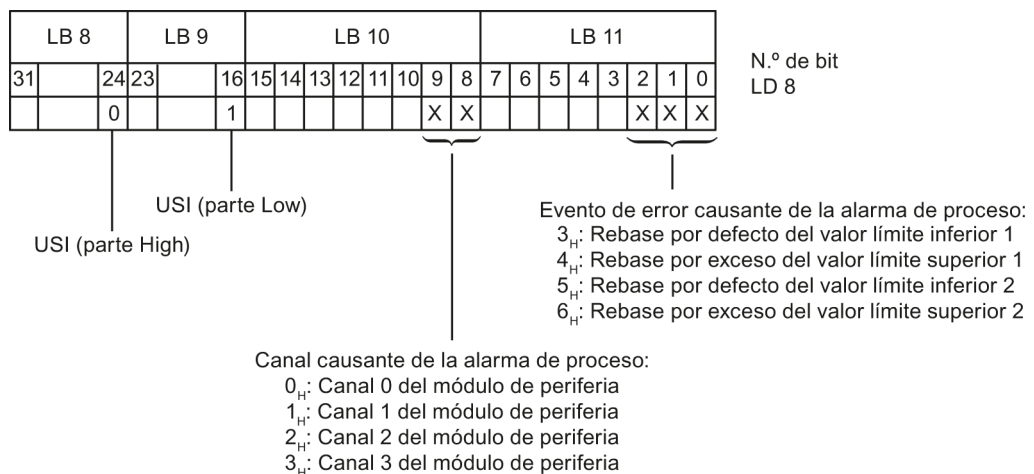 LB 8 LB 9 LB 10 LB 11
31 24 23 16 15 14 13 12 11 10 9 8 7 6 5 4 3 2 1 0
N.º de bit
LD 8
0 1 X X X X X
USI (parte Low)
USI (parte High)
Evento de error causante de la alarma de proceso:
3H: Rebase por defecto del valor límite inferior 1
4H: Rebase por exceso del valor límite superior 1
5H: Rebase por defecto del valor límite inferior 2
6H: Rebase por exceso del valor límite superior 2
Canal causante de la alarma de proceso:
0H: Canal 0 del módulo de periferia
1H: Canal 1 del módulo de periferia
2H: Canal 2 del módulo de periferia
3H: Canal 3 del módulo de periferia